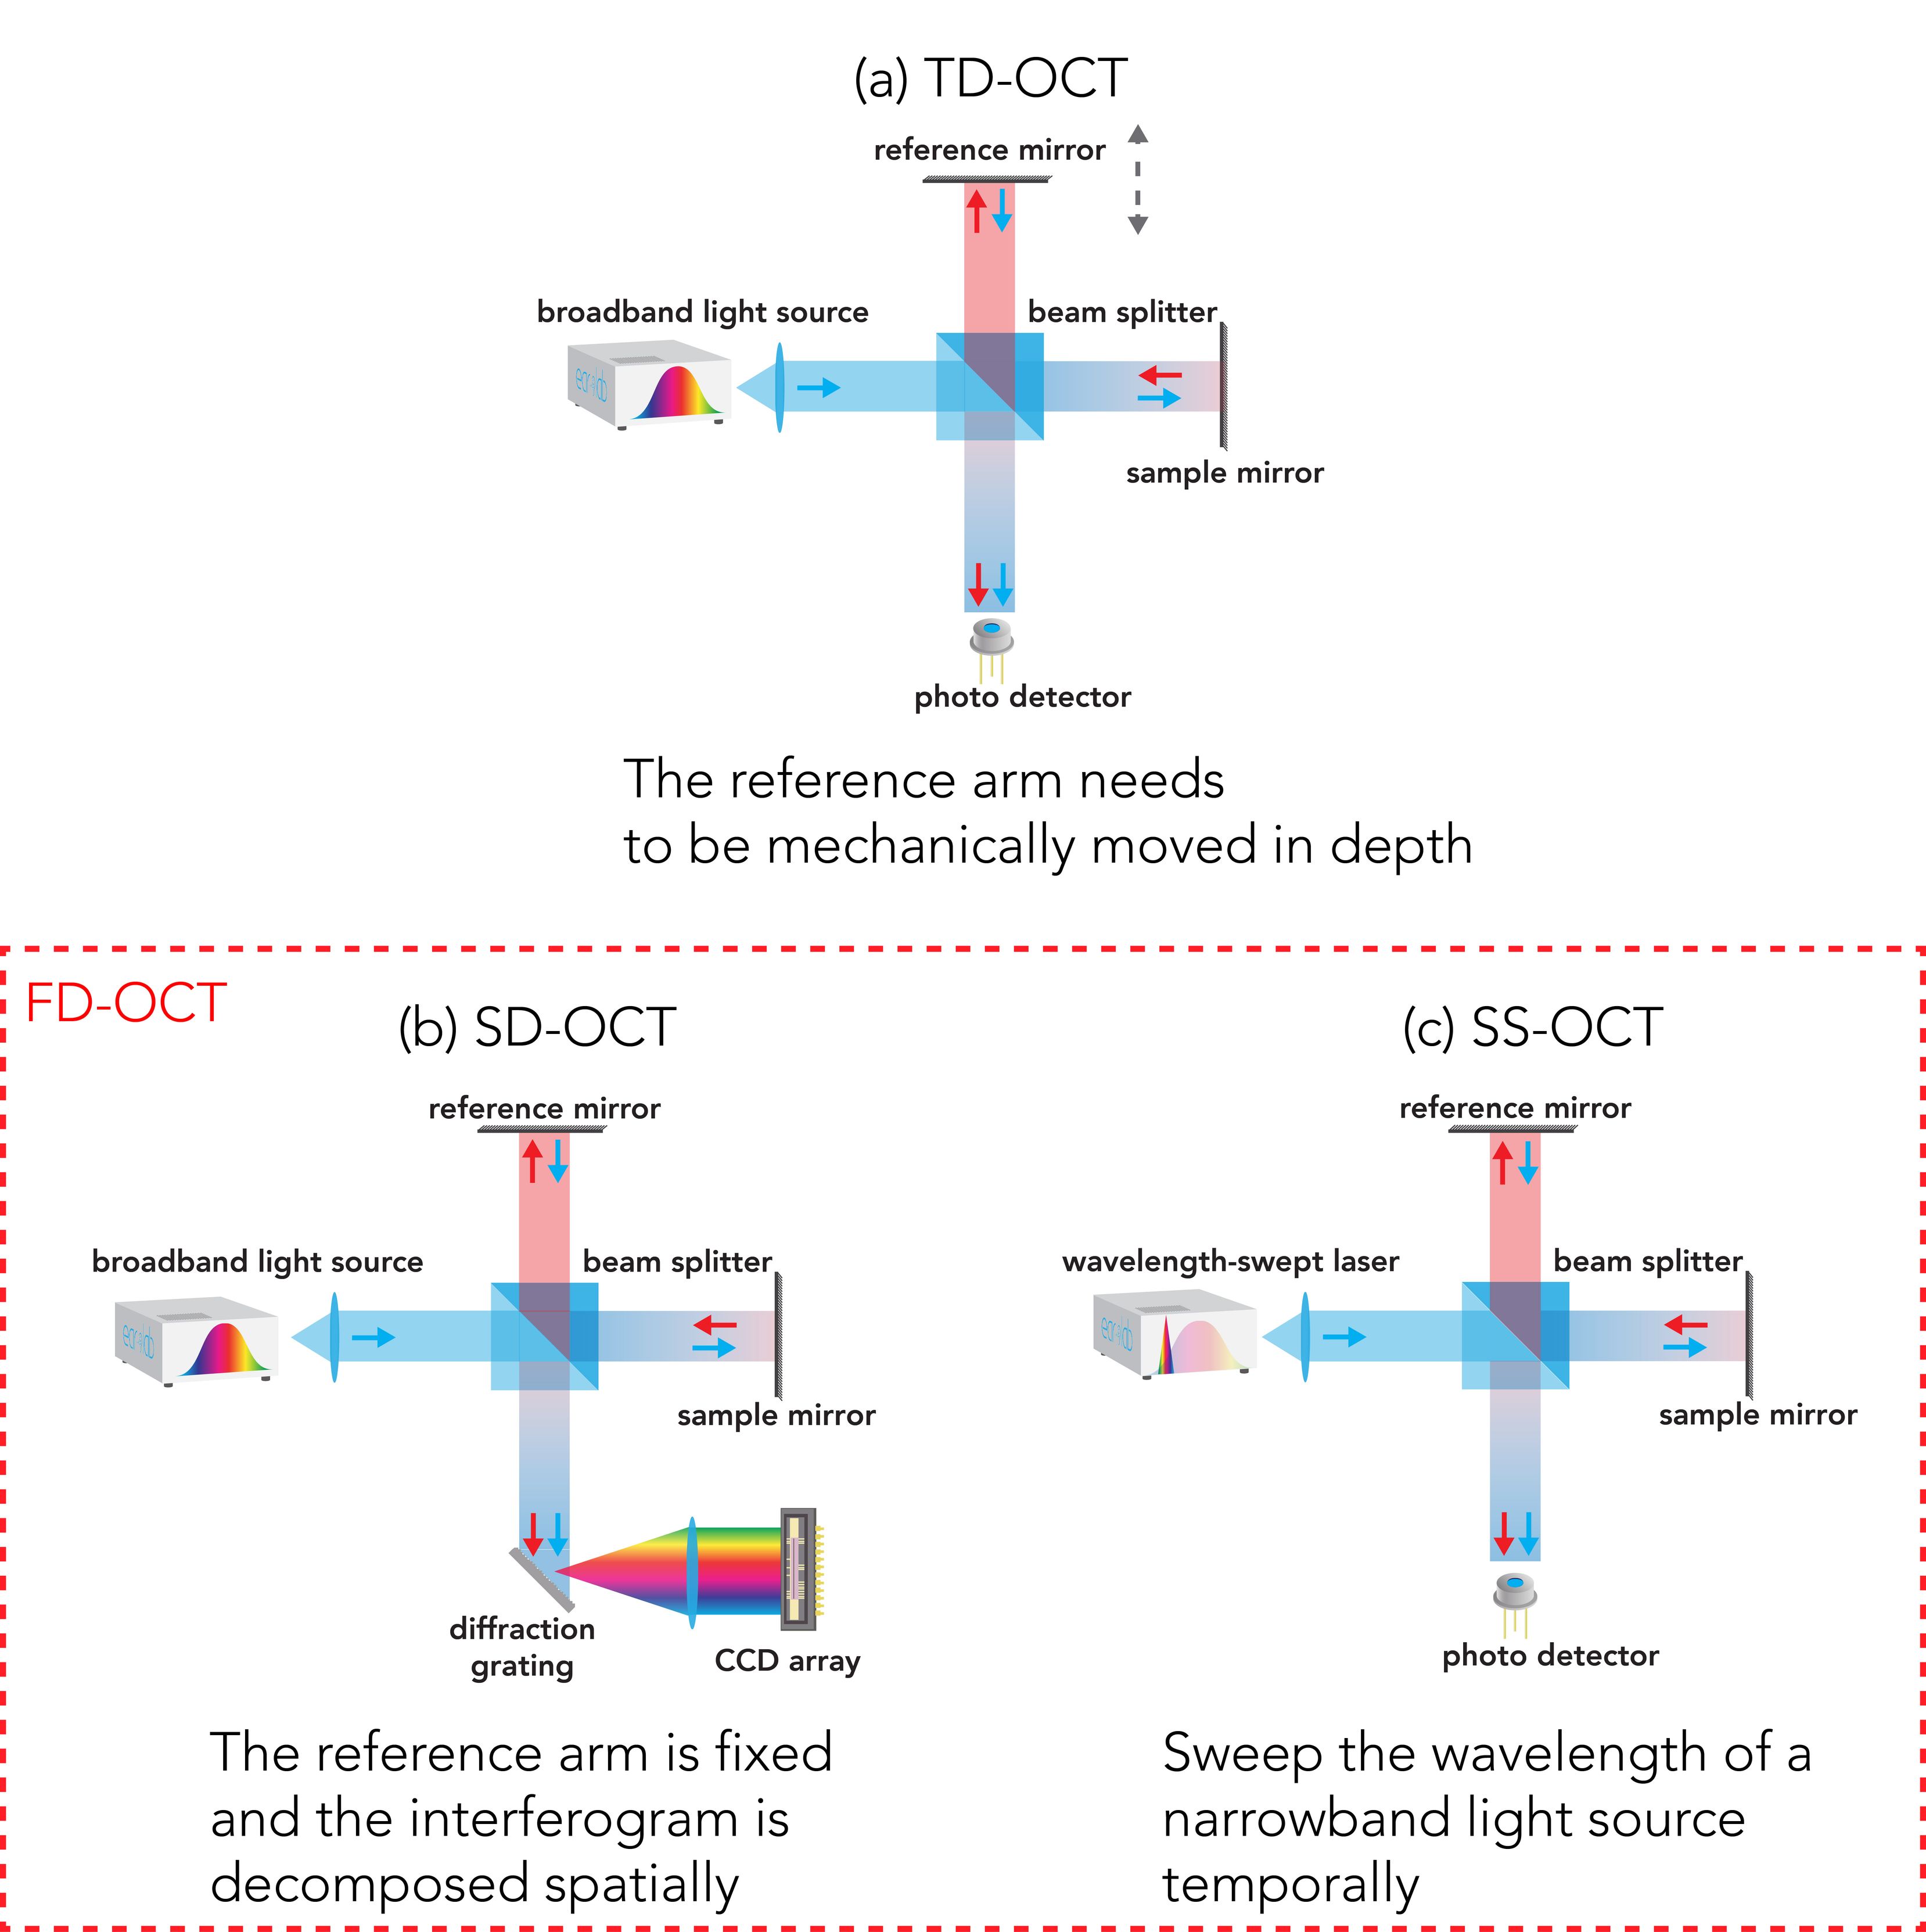 (a) TD-OCT
reference mirror
broadband light source
beam splitter
sample mirror
photo detector
The reference arm needs
to be mechanically moved in depth
FD-OCT
(b) SD-OCT
reference mirror
broadband light source
beam splitter
sample mirror
diffraction
grating
CCD array
The reference arm is fixed
and the interferogram is
decomposed spatially
(c) SS-OCT
reference mirror
wavelength-swept laser
beam splitter
sample mirror
photo detector
Sweep the wavelength of a
narrowband light source
temporally